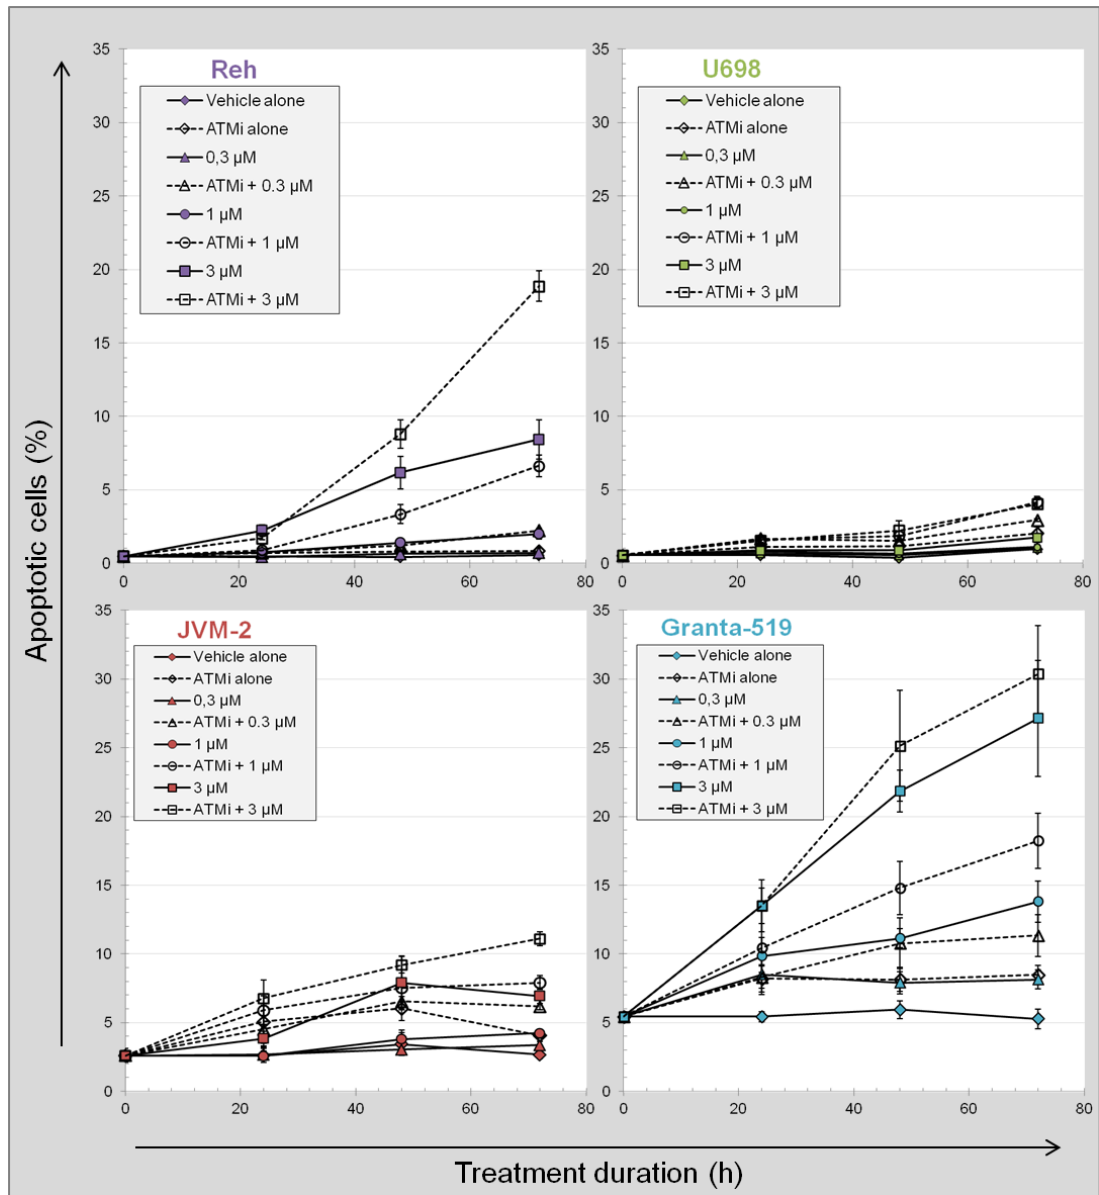 Apoptotic cells (%)
35
30
25
20
15
10
5
0
0 20 40 60 80
Reh
Vehicle alone
ATMi alone
0,3 µM
ATMi + 0.3 µM
1 µM
ATMi + 1 µM
3 µM
ATMi + 3 µM
35
30
25
20
15
10
5
0
0 20 40 60 80
U698
Vehicle alone
ATMi alone
0,3 µM
ATMi + 0.3 µM
1 µM
ATMi + 1 µM
3 µM
ATMi + 3 µM
35
30
25
20
15
10
5
0
0 20 40 60 80
JVM-2
Vehicle alone
ATMi alone
0,3 µM
ATMi + 0.3 µM
1 µM
ATMi + 1 µM
3 µM
ATMi + 3 µM
35
30
25
20
15
10
5
0
0 20 40 60 80
Granta-519
Vehicle alone
ATMi alone
0,3 µM
ATMi + 0.3 µM
1 µM
ATMi + 1 µM
3 µM
ATMi + 3 µM
Treatment duration (h)